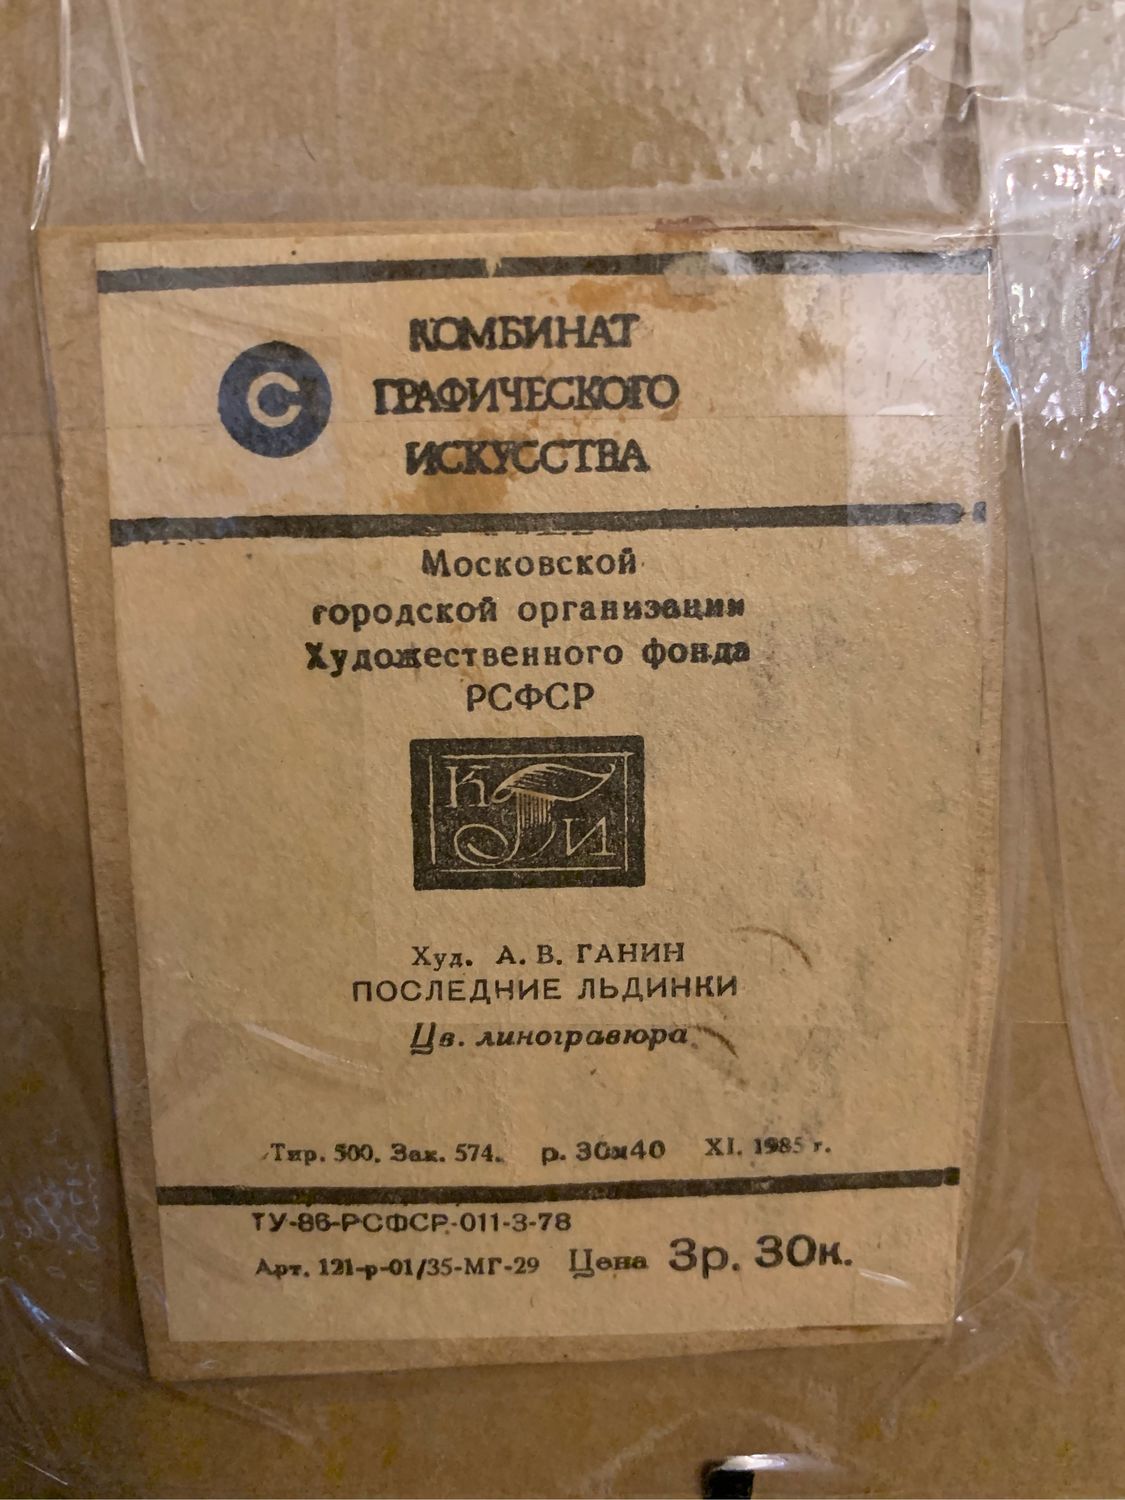 С
КОМБИНАТ
ГРАФИЧЕСКОГО
ИСКУССТВА
Московской
городской организации
Художественного фонда
РСФСР
КГИ
Худ. А. В. ГАНИН
ПОСЛЕДНИЕ ЛЬДИНКИ
Цв. линогравюра
Тир. 500. Зак. 574. р. 30х40 XI. 1985 г.
ТУ-86-РСФСР-011-3-78
Арт. 121-р-01/35-МГ-29 Цена 3р. 30к.